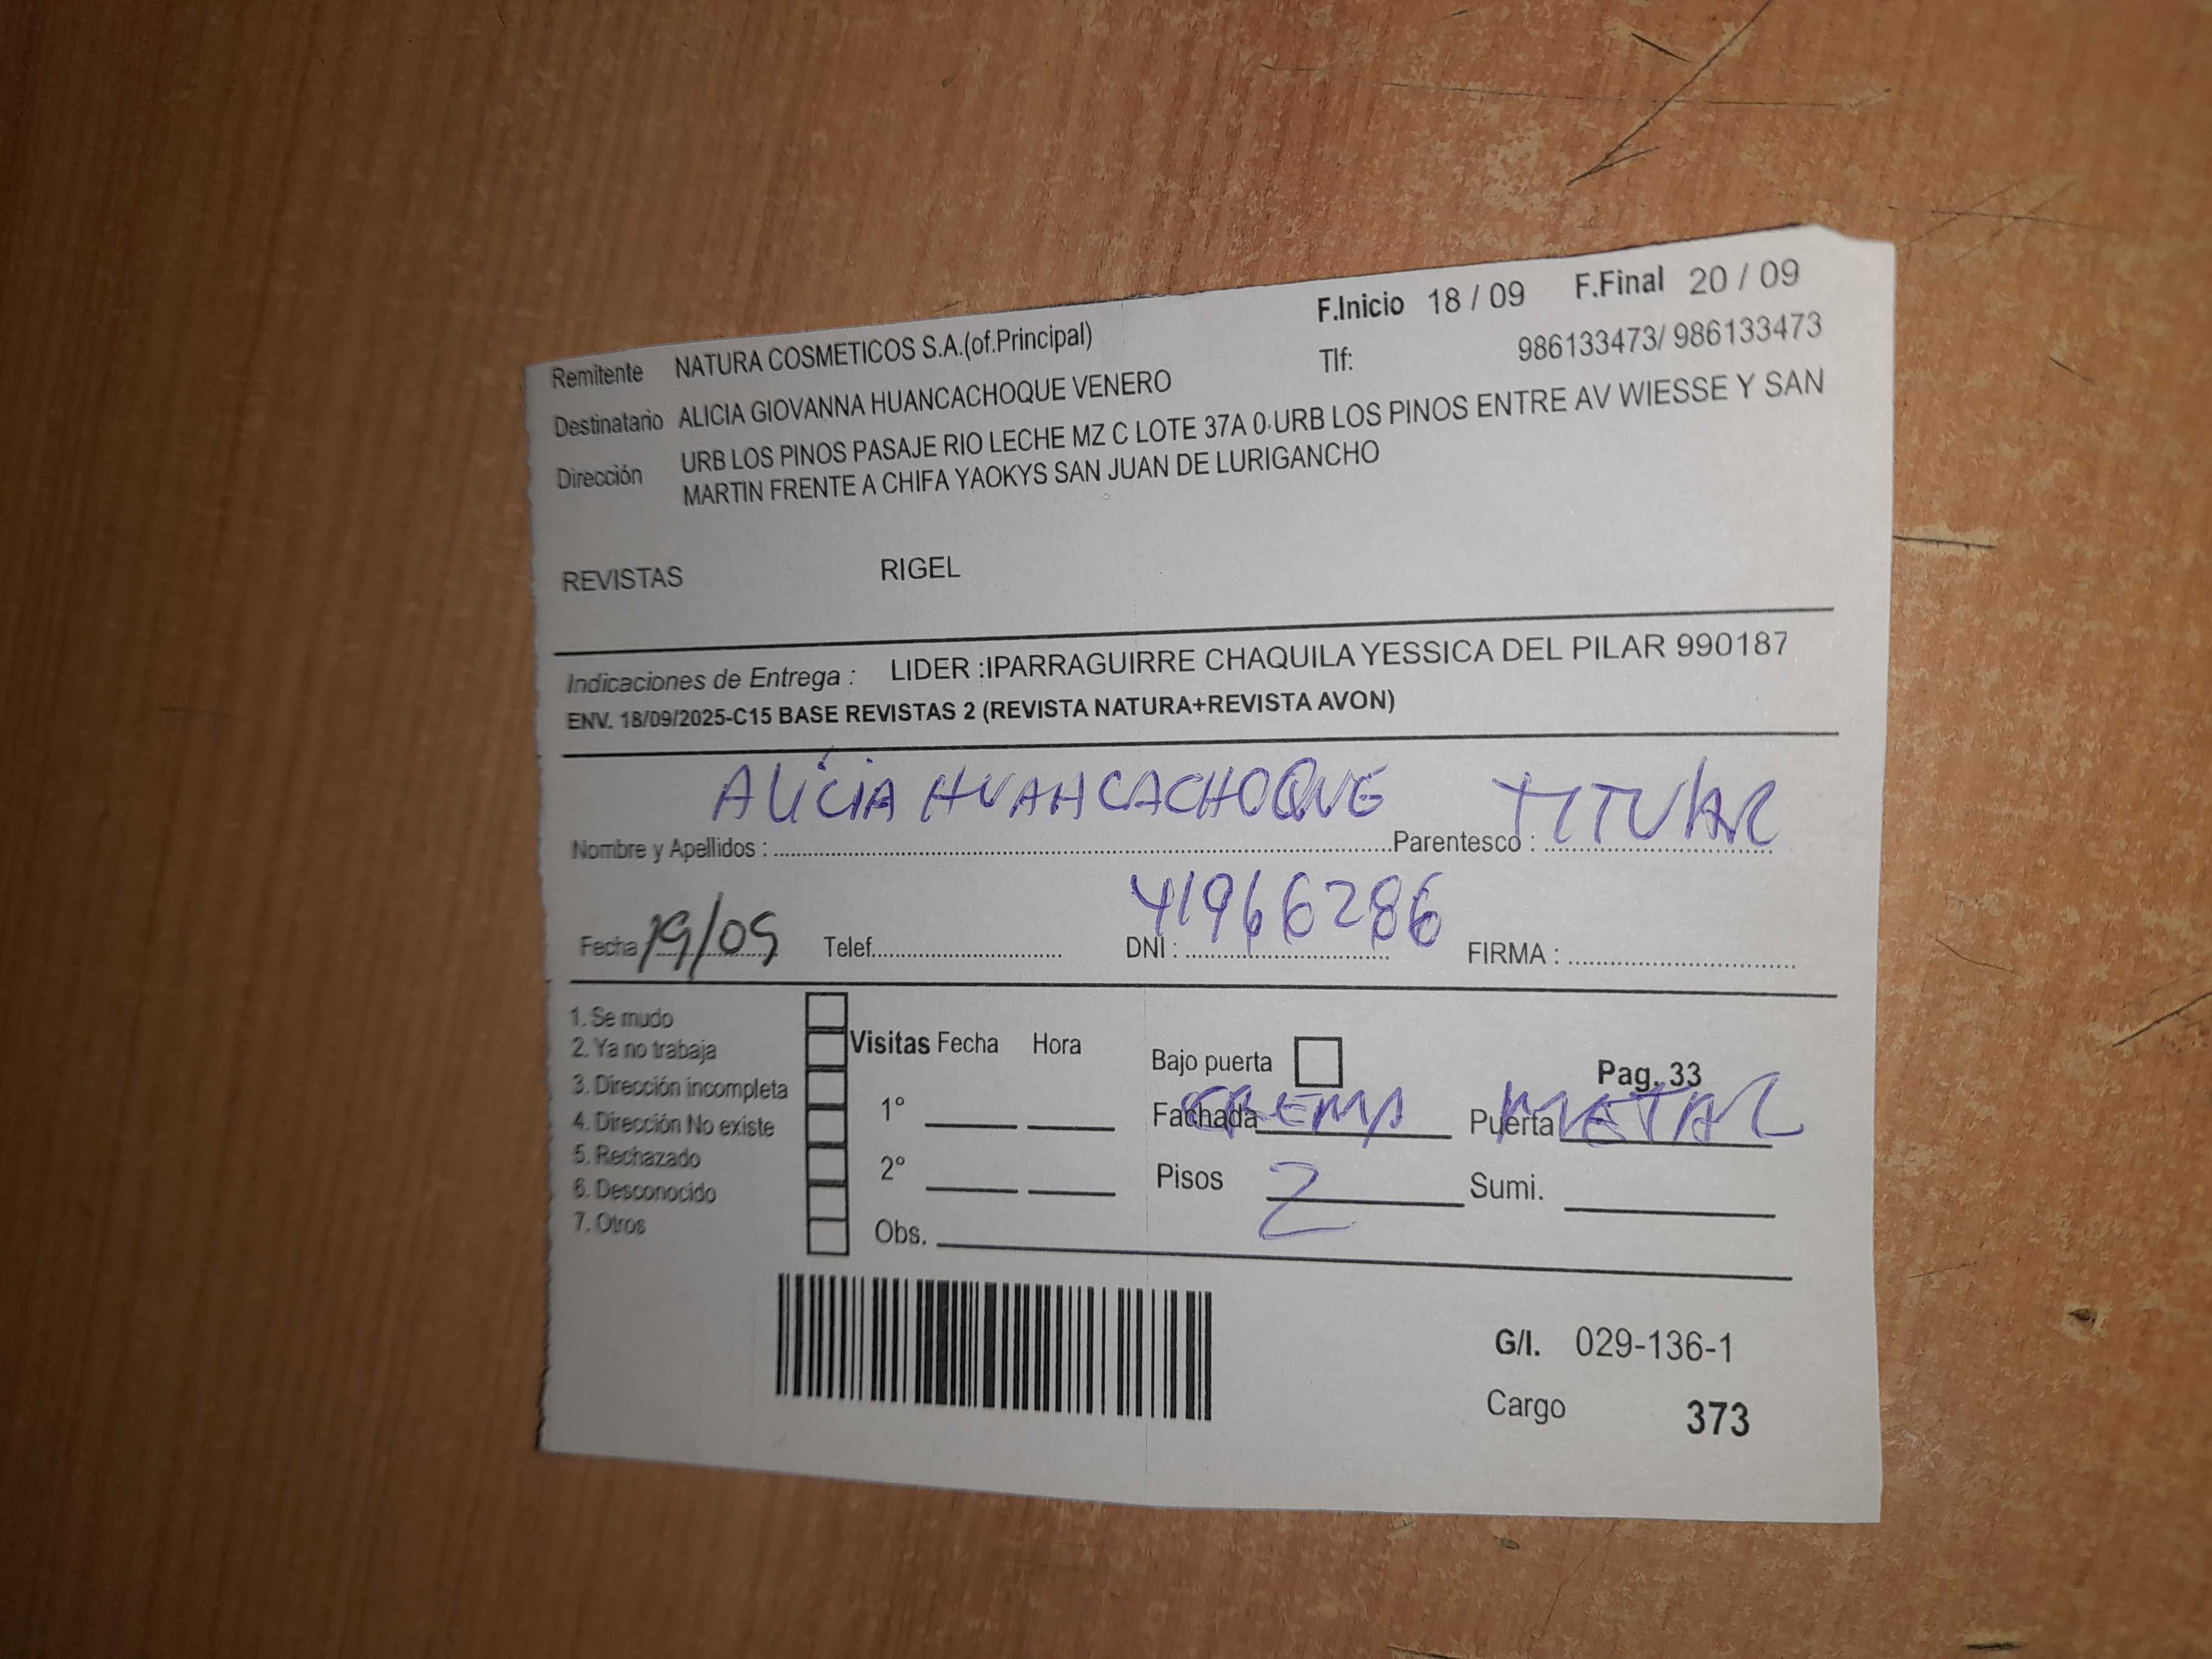 F.Inicio 18 / 09 F.Final 20 / 09
Remitente NATURA COSMETICOS S.A.(of.Principal) Tlf: 986133473/ 986133473
Destinatario ALICIA GIOVANNA HUANCACHOQUE VENERO
Dirección URB LOS PINOS PASAJE RIO LECHE MZ C LOTE 37A 0 URB LOS PINOS ENTRE AV WIESSE Y SAN
MARTIN FRENTE A CHIFA YAOKYS SAN JUAN DE LURIGANCHO
REVISTAS RIGEL
Indicaciones de Entrega : LIDER :IPARRAGUIRRE CHAQUILA YESSICA DEL PILAR 990187
ENV. 18/09/2025-C15 BASE REVISTAS 2 (REVISTA NATURA+REVISTA AVON)
Nombre y Apellidos : ALICIA HUANCACHOQUE Parentesco : TITULAR
Fecha 19/09 Telef. DNI : 41966286 FIRMA :
1. Se mudo
2. Ya no trabaja Visitas Fecha Hora Bajo puerta Pag. 33
3. Dirección incompleta 1° Fachada CREMA Puerta METAL
4. Dirección No existe
5. Rechazado 2° Pisos 2 Sumi.
6. Desconocido
7. Otros Obs.
G/I. 029-136-1
Cargo 373